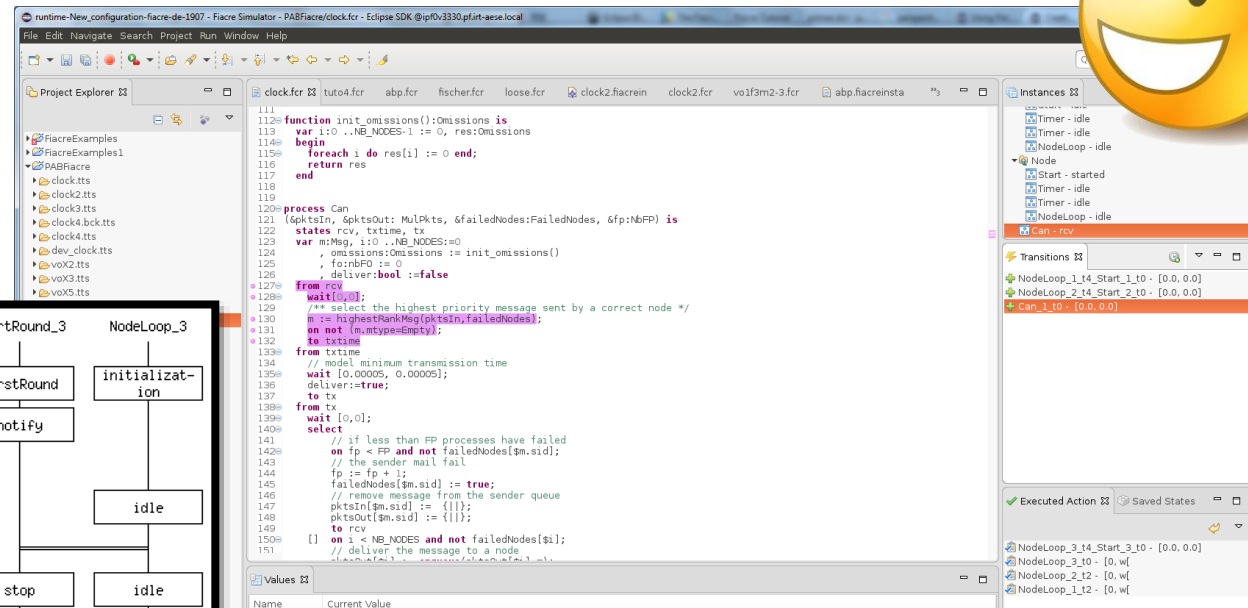 runtime-New_configuration-fiacre-de-1907 - Fiacre Simulator - PABFiacre/clock.fcr - Eclipse SDK @ipf0v3330.pf.irt-aese.local
File Edit Navigate Search Project Run Window Help
Project Explorer
FiacreExamples
FiacreExamples1
PABFiacre
clock.tts
clock2.tts
clock3.tts
clock4.bck.tts
clock4.tts
dev_clock.tts
voX2.tts
voX3.tts
voX5.tts
rtRound_3 NodeLoop_3
rstRound
initializat-
ion
notify
idle
stop idle
clock.fcr tuto4.fcr abp.fcr fischer.fcr loose.fcr clock2.fiacrein clock2.fcr vo1f3m2-3.fcr abp.fiacreinsta »3
111
112 function init_omissions():Omissions is
113 var i:0 ..NB_NODES-1 := 0, res:Omissions
114 begin
115 foreach i do res[i] := 0 end;
116 return res
117 end
118
119
120 process Can
121 (&pktsIn, &pktsOut: MulPkts, &failedNodes:FailedNodes, &fp:NbFP) is
122 states rcv, txtime, tx
123 var m:Msg, i:0 ..NB_NODES:=0
124 , omissions:Omissions := init_omissions()
125 , fo:nbFO := 0
126 , deliver:bool :=false
127 from rcv
128 wait[0,0];
129 /** select the highest priority message sent by a correct node */
130 m := highestRankMsg(pktsIn,failedNodes);
131 on not (m.mtype=Empty);
132 to txtime
133 from txtime
134 // model minimum transmission time
135 wait [0.00005, 0.00005];
136 deliver:=true;
137 to tx
138 from tx
139 wait [0,0];
140 select
141 // if less than FP processes have failed
142 on fp < FP and not failedNodes[$m.sid];
143 // the sender mail fail
144 fp := fp + 1;
145 failedNodes[$m.sid] := true;
146 // remove message from the sender queue
147 pktsIn[$m.sid] := {||};
148 pktsOut[$m.sid] := {||};
149 to rcv
150 [] on i < NB_NODES and not failedNodes[$i];
151 // deliver the message to a node
Values
Name Current Value
Instances
Timer - idle
Timer - idle
NodeLoop - idle
Node
Start - started
Timer - idle
Timer - idle
NodeLoop - idle
Can - rcv
Transitions
NodeLoop_1_t4_Start_1_t0 - [0.0, 0.0]
NodeLoop_2_t4_Start_2_t0 - [0.0, 0.0]
Can_1_t0 - [0.0, 0.0]
Executed Action Saved States
NodeLoop_3_t4_Start_3_t0 - [0.0, 0.0]
NodeLoop_3_t0 - [0, w[
NodeLoop_2_t2 - [0, w[
NodeLoop_1_t2 - [0, w[